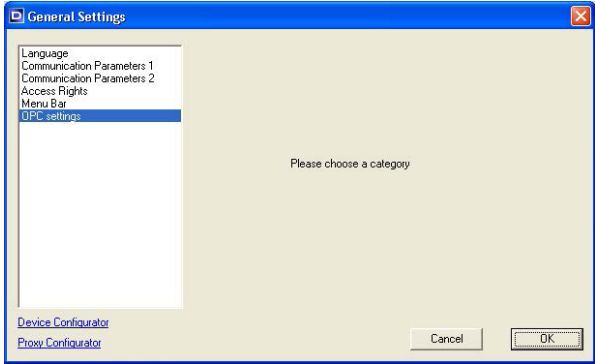 General Settings
Language
Communication Parameters 1
Communication Parameters 2
Access Rights
Menu Bar
OPC settings
Please choose a category
Device Configurator
Proxy Configurator
Cancel
OK